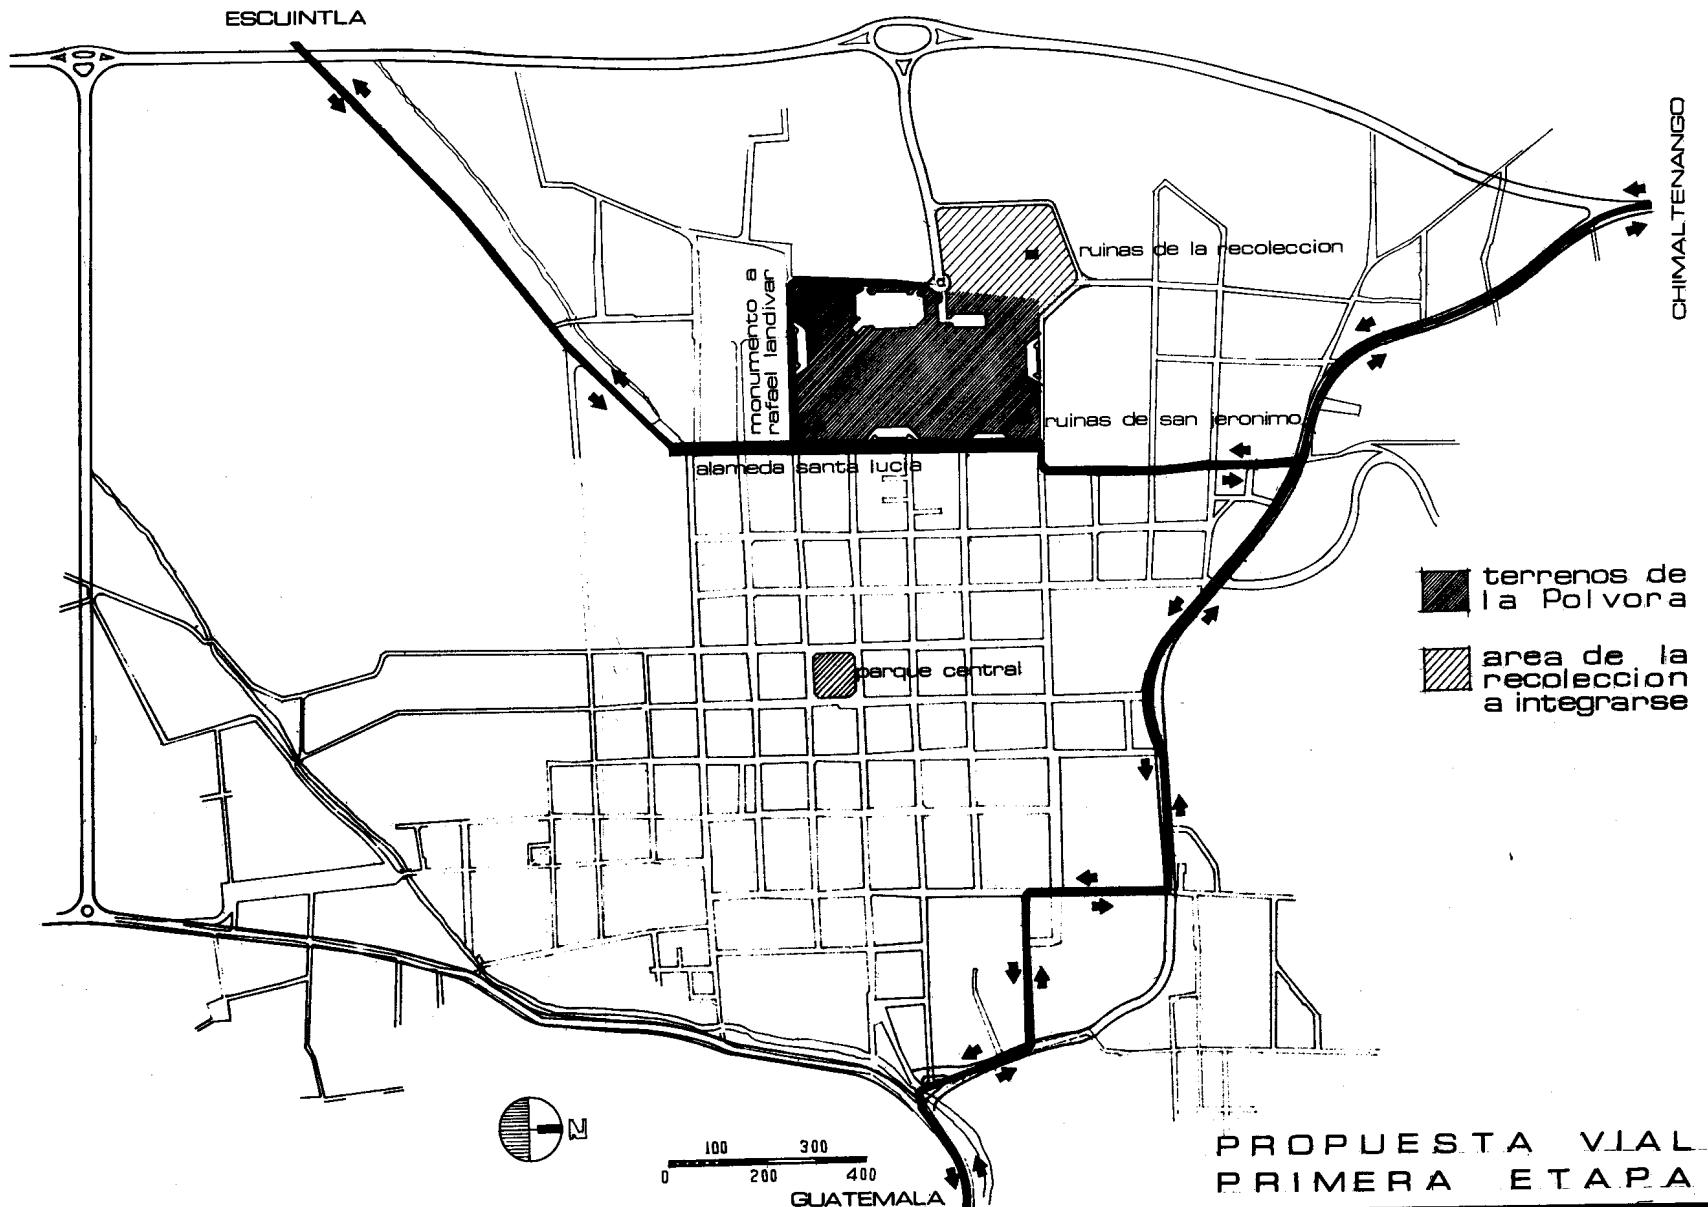 ESCUINTLA
CHIMALTENANGO
ruinas de la recoleccion
monumento a
rafael landivar
ruinas de san jeronimo
alameda santa lucia
terrenos de
la Polvora
area de la
recoleccion
a integrarse
parque central
N
100 300
0 200 400
GUATEMALA
PROPUESTA VIAL
PRIMERA ETAPA